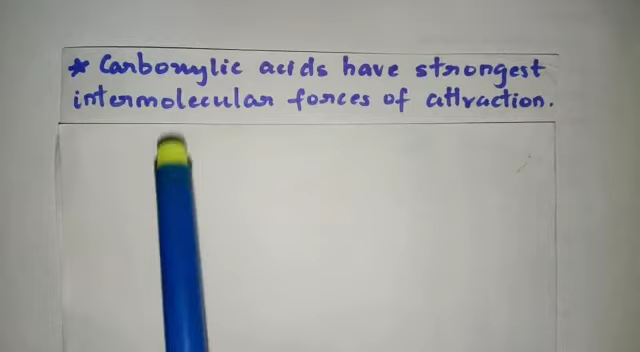 * Carboxylic acids have strongest
intermolecular forces of attraction.